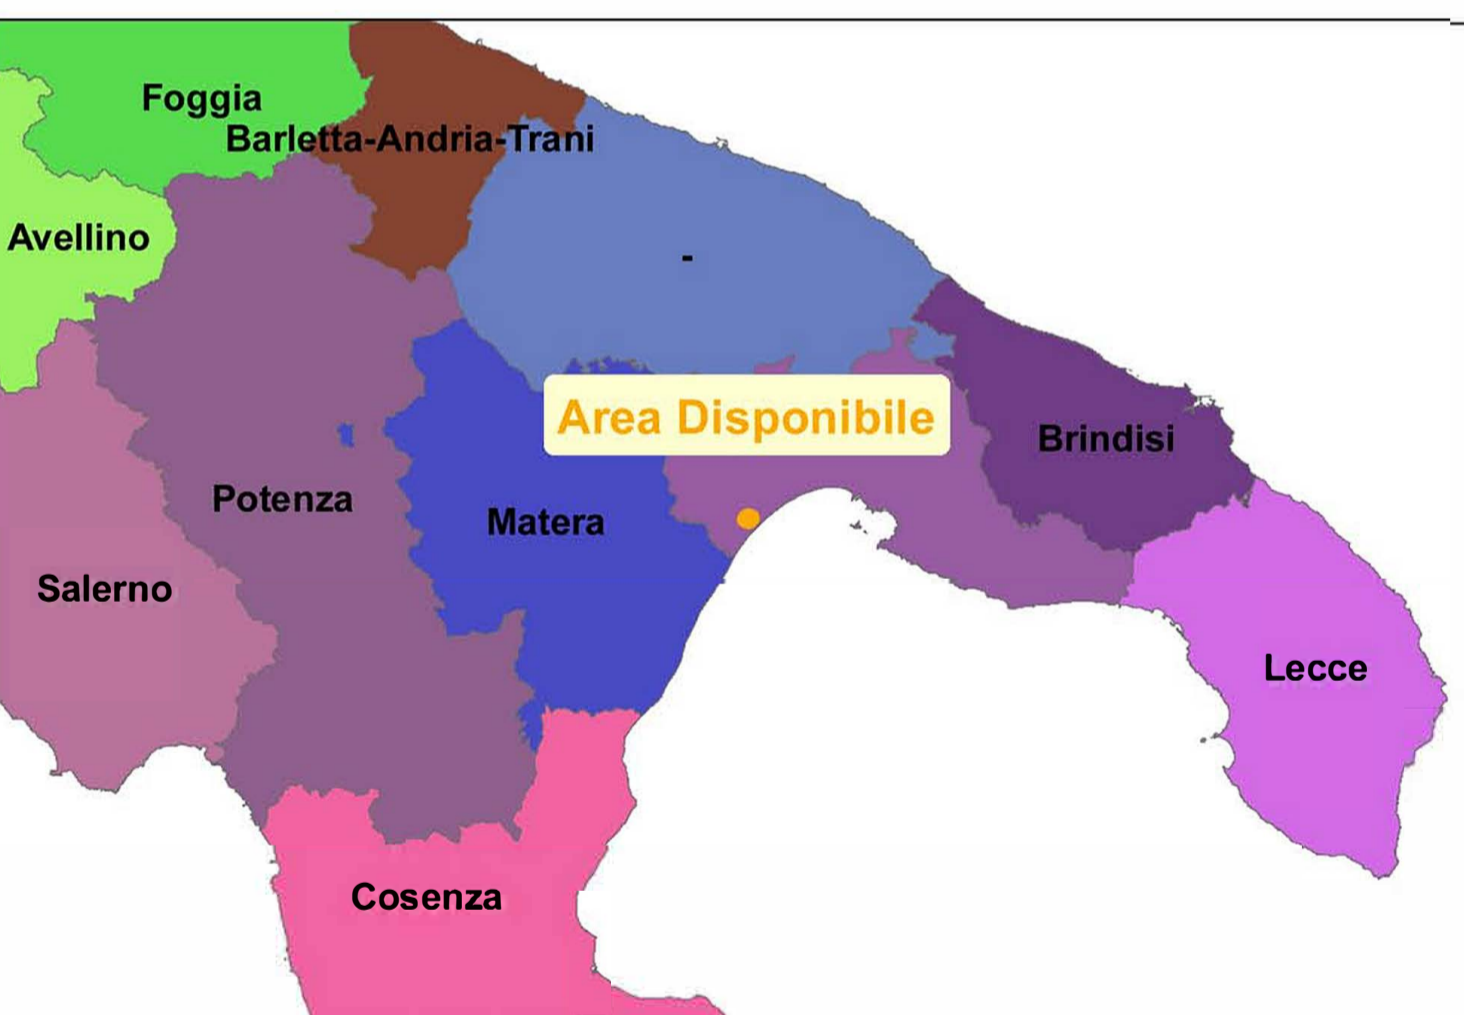 Foggia
Barletta-Andria-Trani
Avellino
-
Area Disponibile
Brindisi
Potenza
Matera
Salerno
Lecce
Cosenza